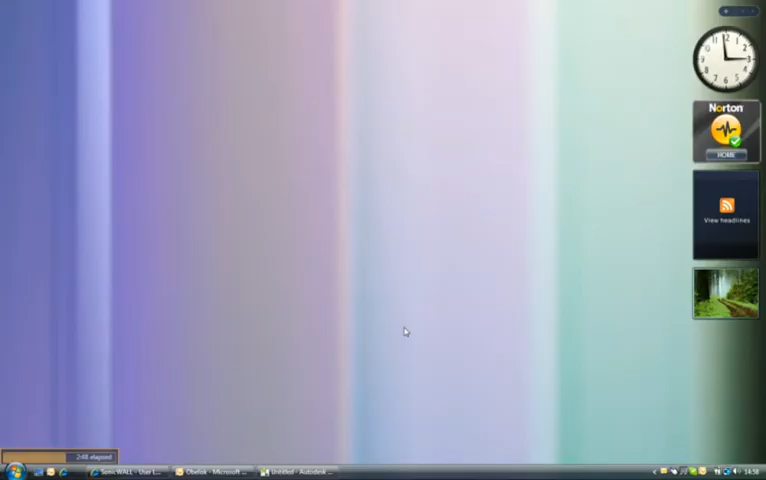 Norton
HOME
View headlines
2:48 elapsed
SonicWALL - User L...
Obelisk - Microsoft ...
Untitled - Autodesk ...
14:58